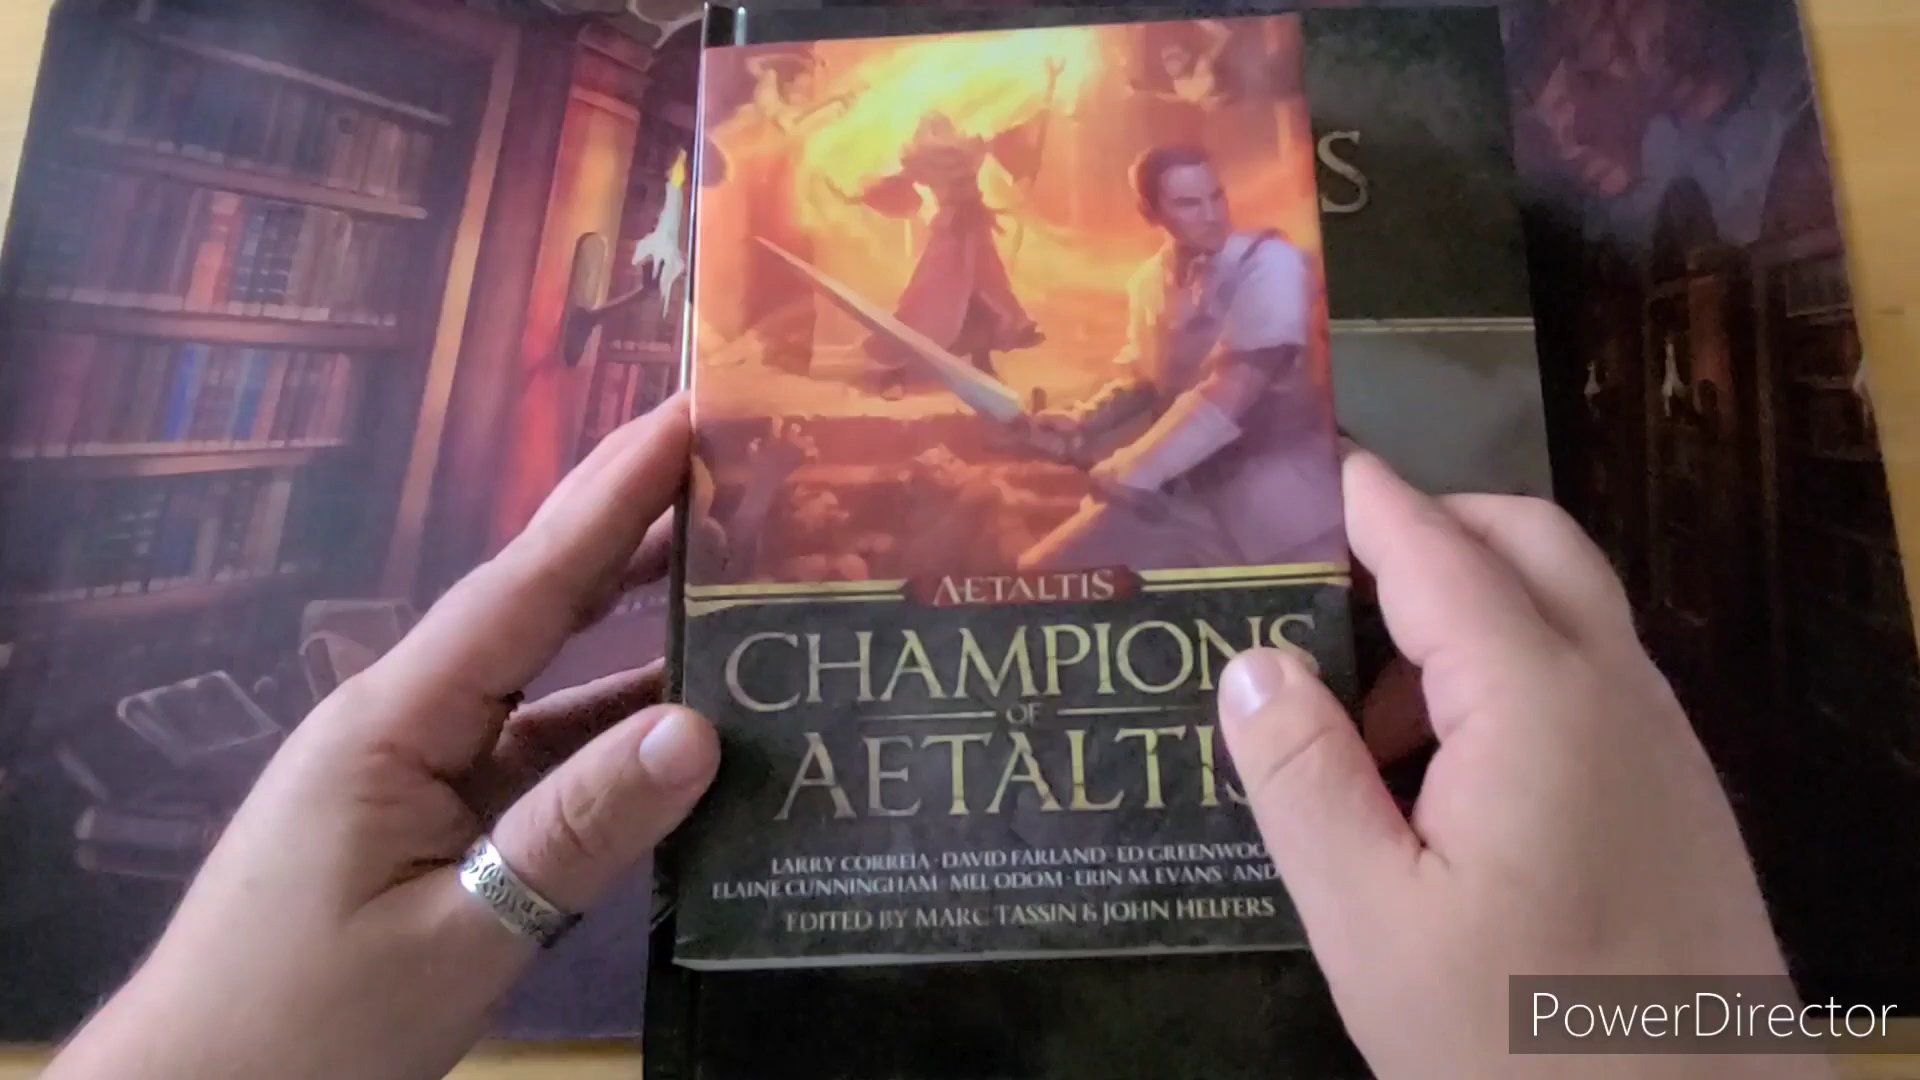 S
AETALTIS
CHAMPIONS
OF
AETALTIS
LARRY CORREIA · DAVID FARLAND · ED GREENWOO
ELAINE CUNNINGHAM · MEL ODOM · ERIN M. EVANS · AND
EDITED BY MARC TASSIN & JOHN HELFERS
PowerDirector